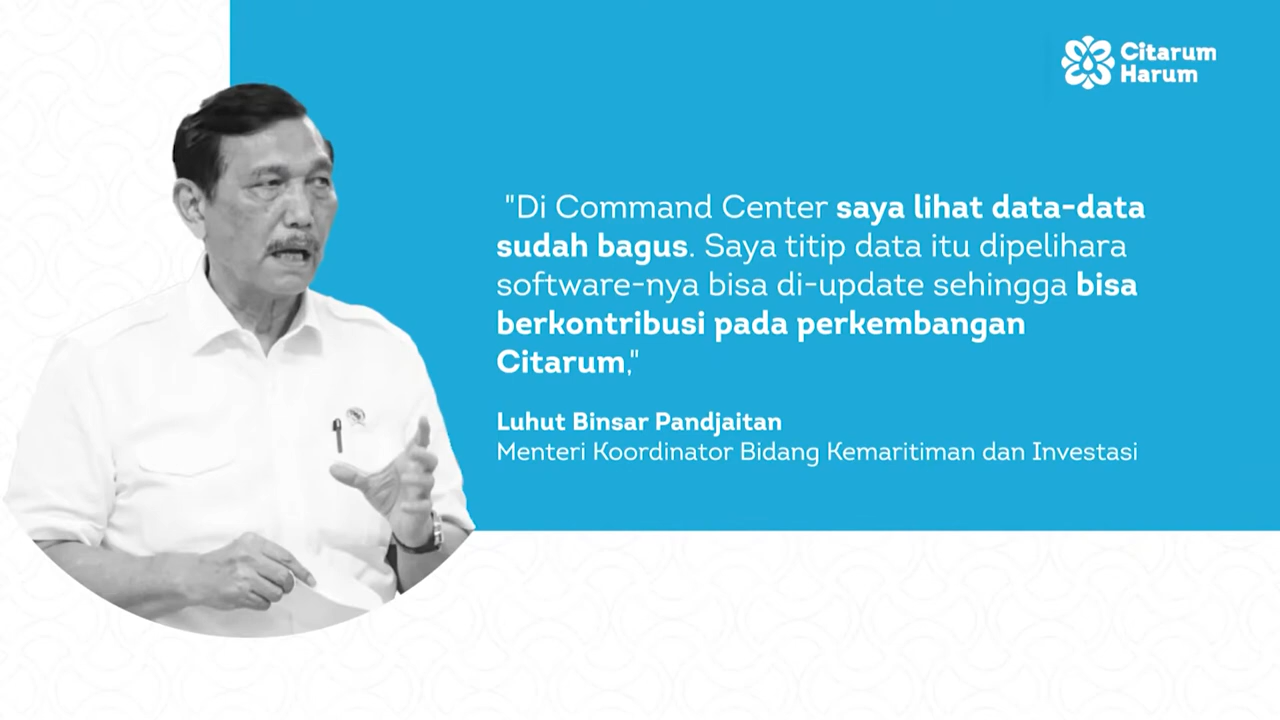 Citarum
Harum
"Di Command Center saya lihat data-data
sudah bagus. Saya titip data itu dipelihara
software-nya bisa di-update sehingga bisa
berkontribusi pada perkembangan
Citarum,"
Luhut Binsar Pandjaitan
Menteri Koordinator Bidang Kemaritiman dan Investasi